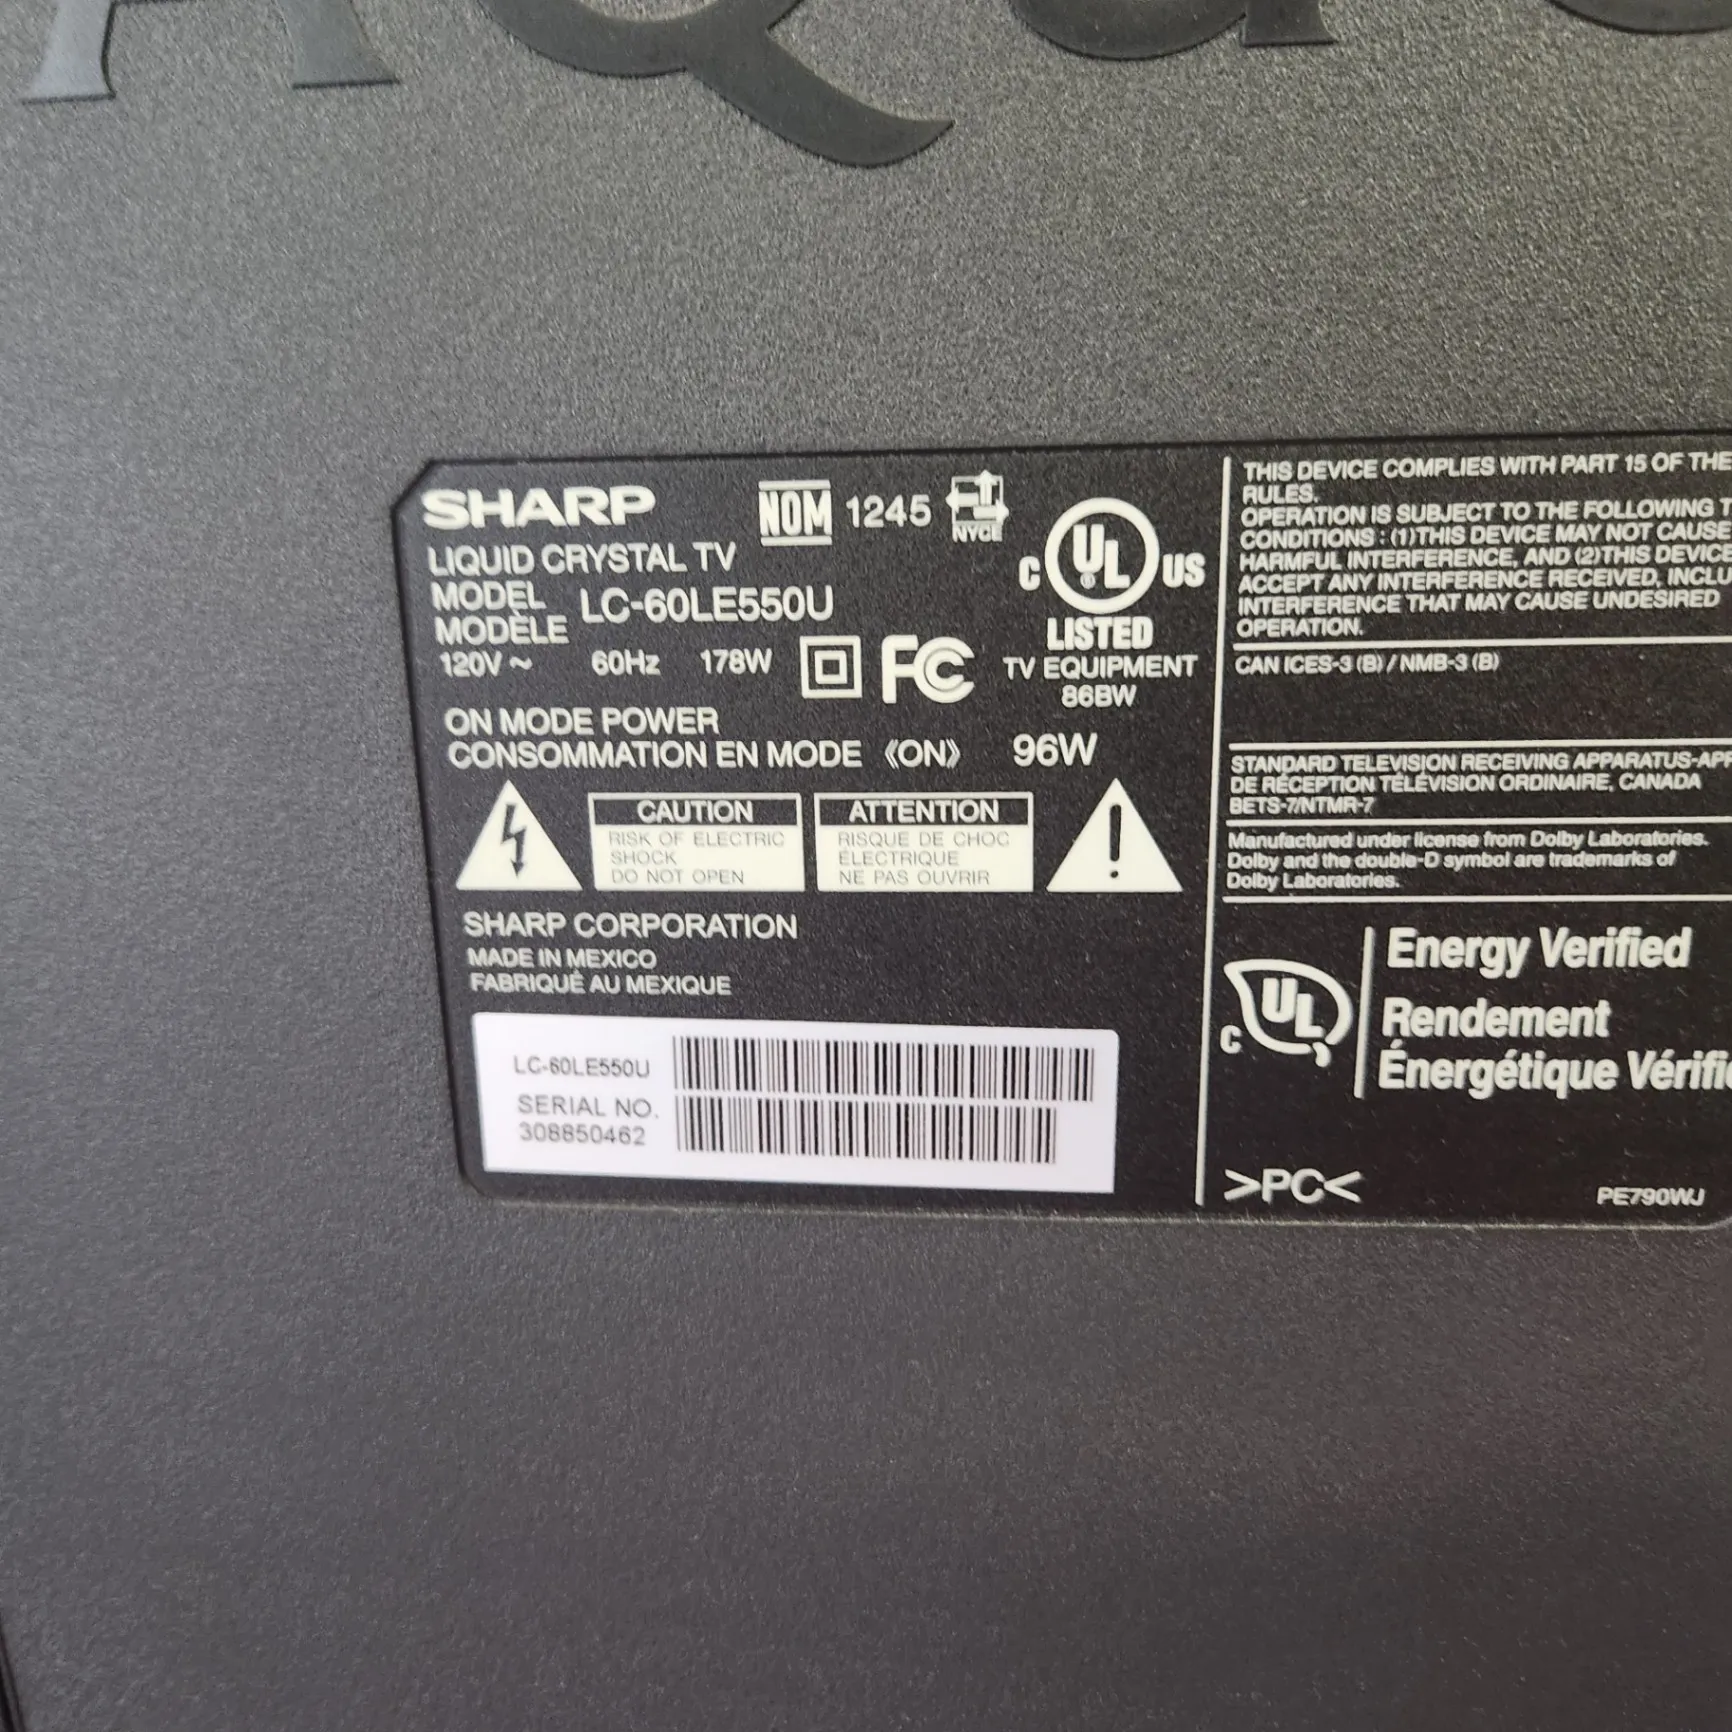 AQU
SHARP
NOM 1245 NYCE
LIQUID CRYSTAL TV
MODEL
MODÈLE
LC-60LE550U
120V ~ 60Hz 178W
FC
C UL US
®
LISTED
TV EQUIPMENT
86BW
ON MODE POWER
CONSOMMATION EN MODE 《ON》 96W
CAUTION
RISK OF ELECTRIC
SHOCK
DO NOT OPEN
ATTENTION
RISQUE DE CHOC
ÉLECTRIQUE
NE PAS OUVRIR
SHARP CORPORATION
MADE IN MEXICO
FABRIQUÉ AU MEXIQUE
LC-60LE550U
SERIAL NO.
308850462
THIS DEVICE COMPLIES WITH PART 15 OF THE
RULES.
OPERATION IS SUBJECT TO THE FOLLOWING
CONDITIONS : (1)THIS DEVICE MAY NOT CAUSE
HARMFUL INTERFERENCE, AND (2)THIS DEVICE
ACCEPT ANY INTERFERENCE RECEIVED, INCLU
INTERFERENCE THAT MAY CAUSE UNDESIRED
OPERATION.
CAN ICES-3 (B) / NMB-3 (B)
STANDARD TELEVISION RECEIVING APPARATUS-APP
DE RÉCEPTION TÉLÉVISION ORDINAIRE, CANADA
BETS-7/NTMR-7
Manufactured under license from Dolby Laboratories.
Dolby and the double-D symbol are trademarks of
Dolby Laboratories.
C UL
Energy Verified
Rendement
Énergétique Vérifié
>PC<
PE790WJ